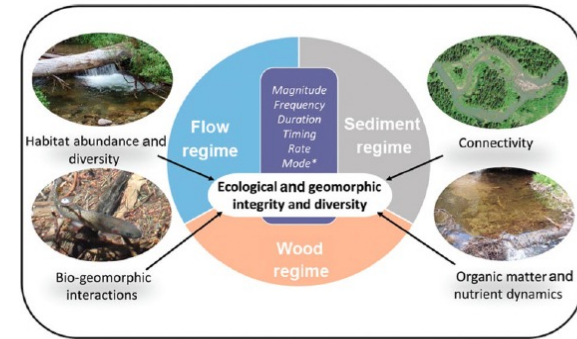 Magnitude
Frequency
Duration
Timing
Rate
Mode*
Flow
regime
Sediment
regime
Habitat abundance and
diversity
Connectivity
Ecological and geomorphic
integrity and diversity
Wood
regime
Bio-geomorphic
interactions
Organic matter and
nutrient dynamics